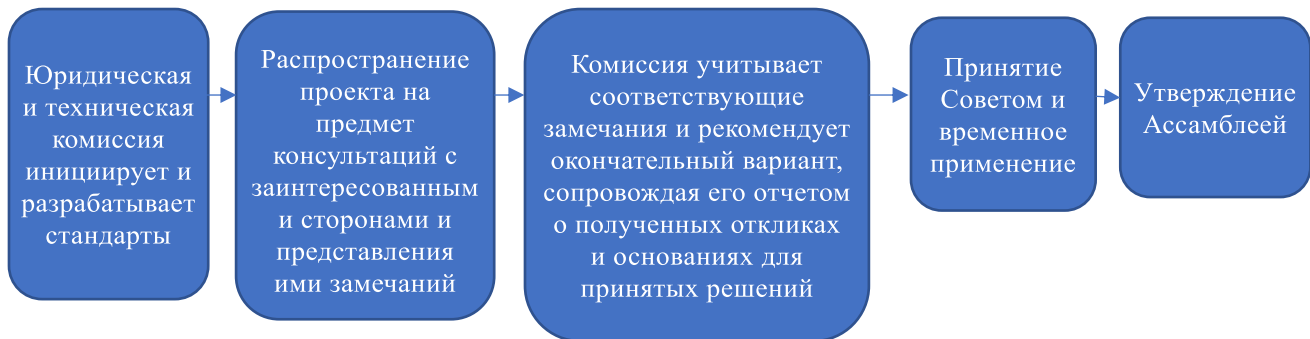 Юридическая
и техническая
комиссия
инициирует и
разрабатывает
стандарты
Распространение
проекта на
предмет
консультаций с
заинтересованным
и сторонами и
представления
ими замечаний
Комиссия учитывает
соответствующие
замечания и рекомендует
окончательный вариант,
сопровождая его отчетом
о полученных откликах
и основаниях для
принятых решений
Принятие
Советом и
временное
применение
Утверждение
Ассамблеей